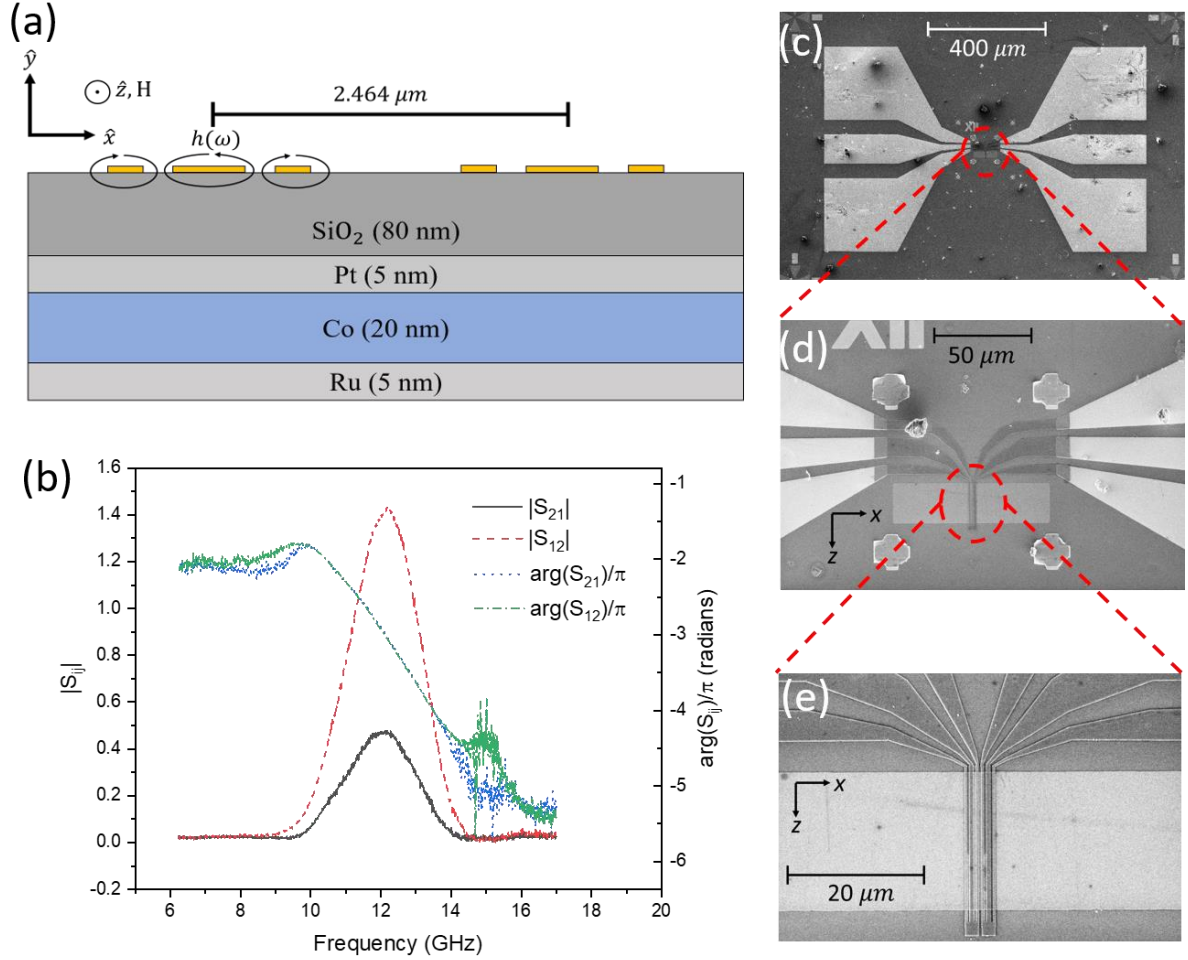 (a)
ŷ
ẑ, H
x̂
h(ω)
2.464 μm
SiO₂ (80 nm)
Pt (5 nm)
Co (20 nm)
Ru (5 nm)
(b)
1.6
1.4
1.2
1.0
0.8
0.6
0.4
0.2
0.0
-0.2
|Sᵢⱼ|
|S₂₁|
|S₁₂|
arg(S₂₁)/π
arg(S₁₂)/π
-1
-2
-3
-4
-5
-6
arg(Sᵢⱼ)/π (radians)
6 8 10 12 14 16 18 20
Frequency (GHz)
(c)
400 μm
XII
(d)
XII
50 μm
x
z
(e)
x
z
20 μm